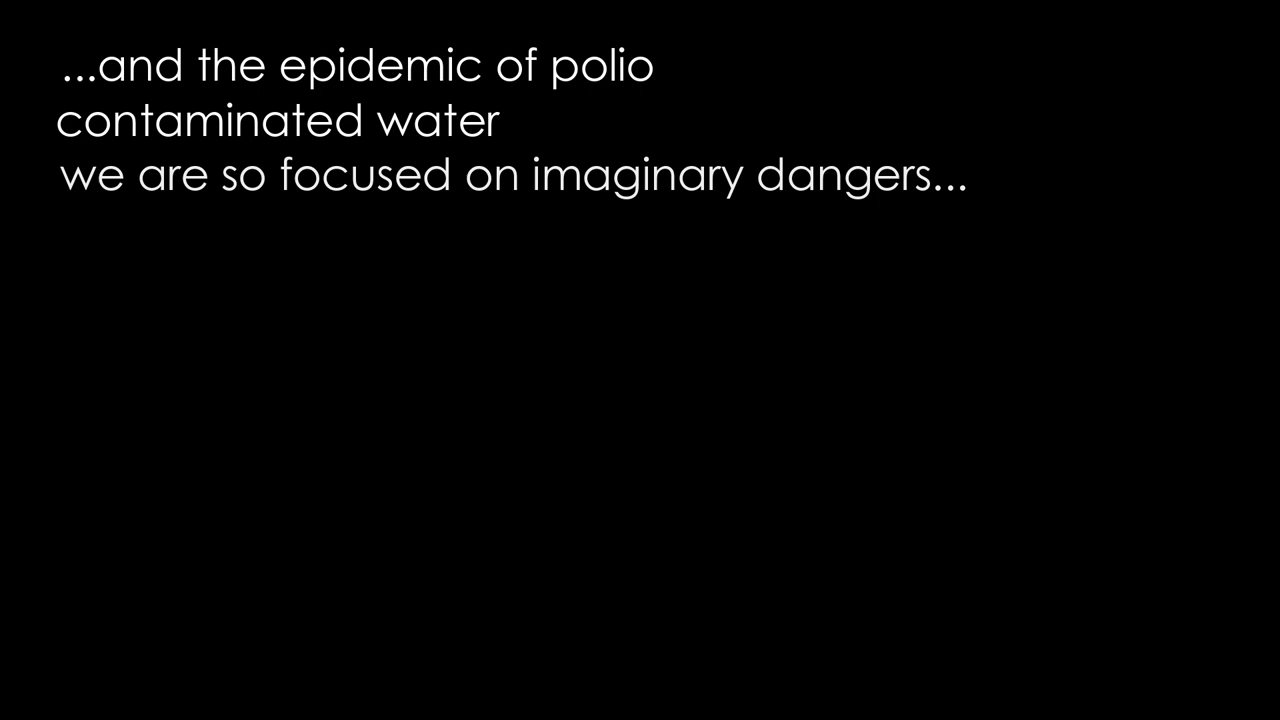 ...and the epidemic of polio
contaminated water
we are so focused on imaginary dangers...